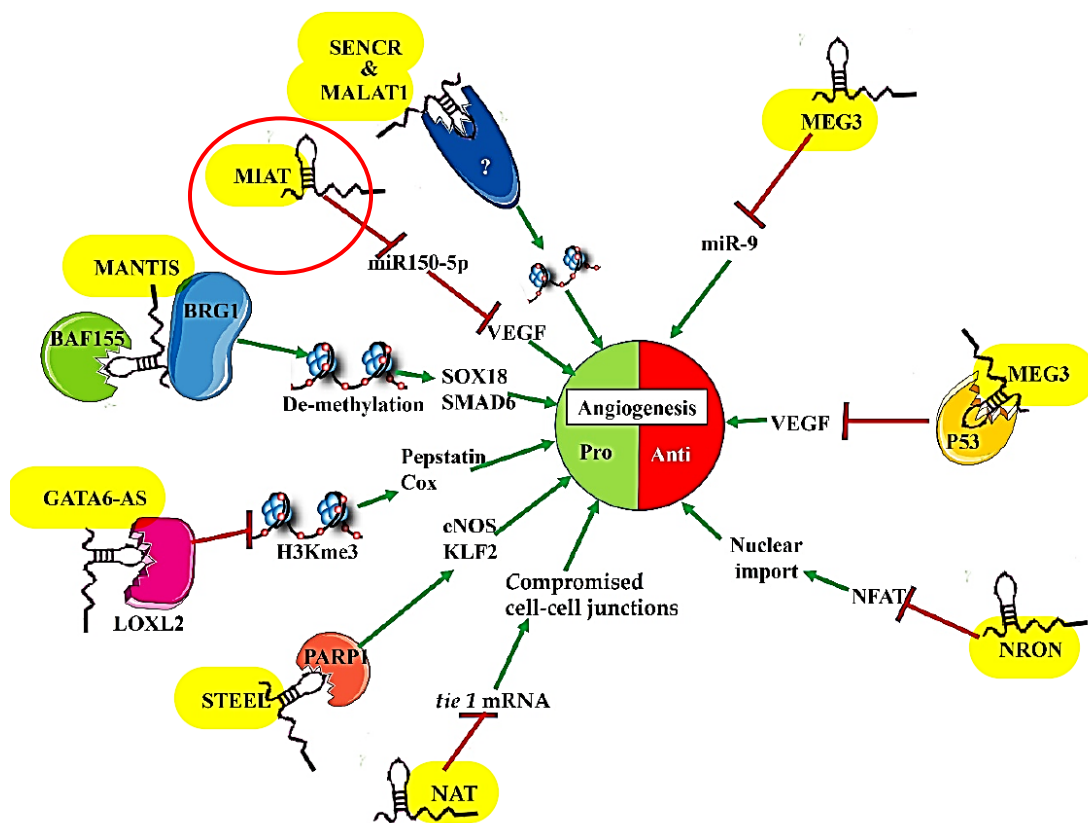 SENCR
&
MALAT1
MEG3
?
MIAT
miR-9
miR150-5p
MANTIS
BRG1
BAF155
VEGF
SOX18
SMAD6
De-methylation
Angiogenesis
Pro
Anti
VEGF
MEG3
P53
Pepstatin
Cox
GATA6-AS
H3Kme3
LOXL2
eNOS
KLF2
Nuclear
import
Compromised
cell-cell junctions
NFAT
NRON
PARP1
STEEL
tie 1 mRNA
NAT